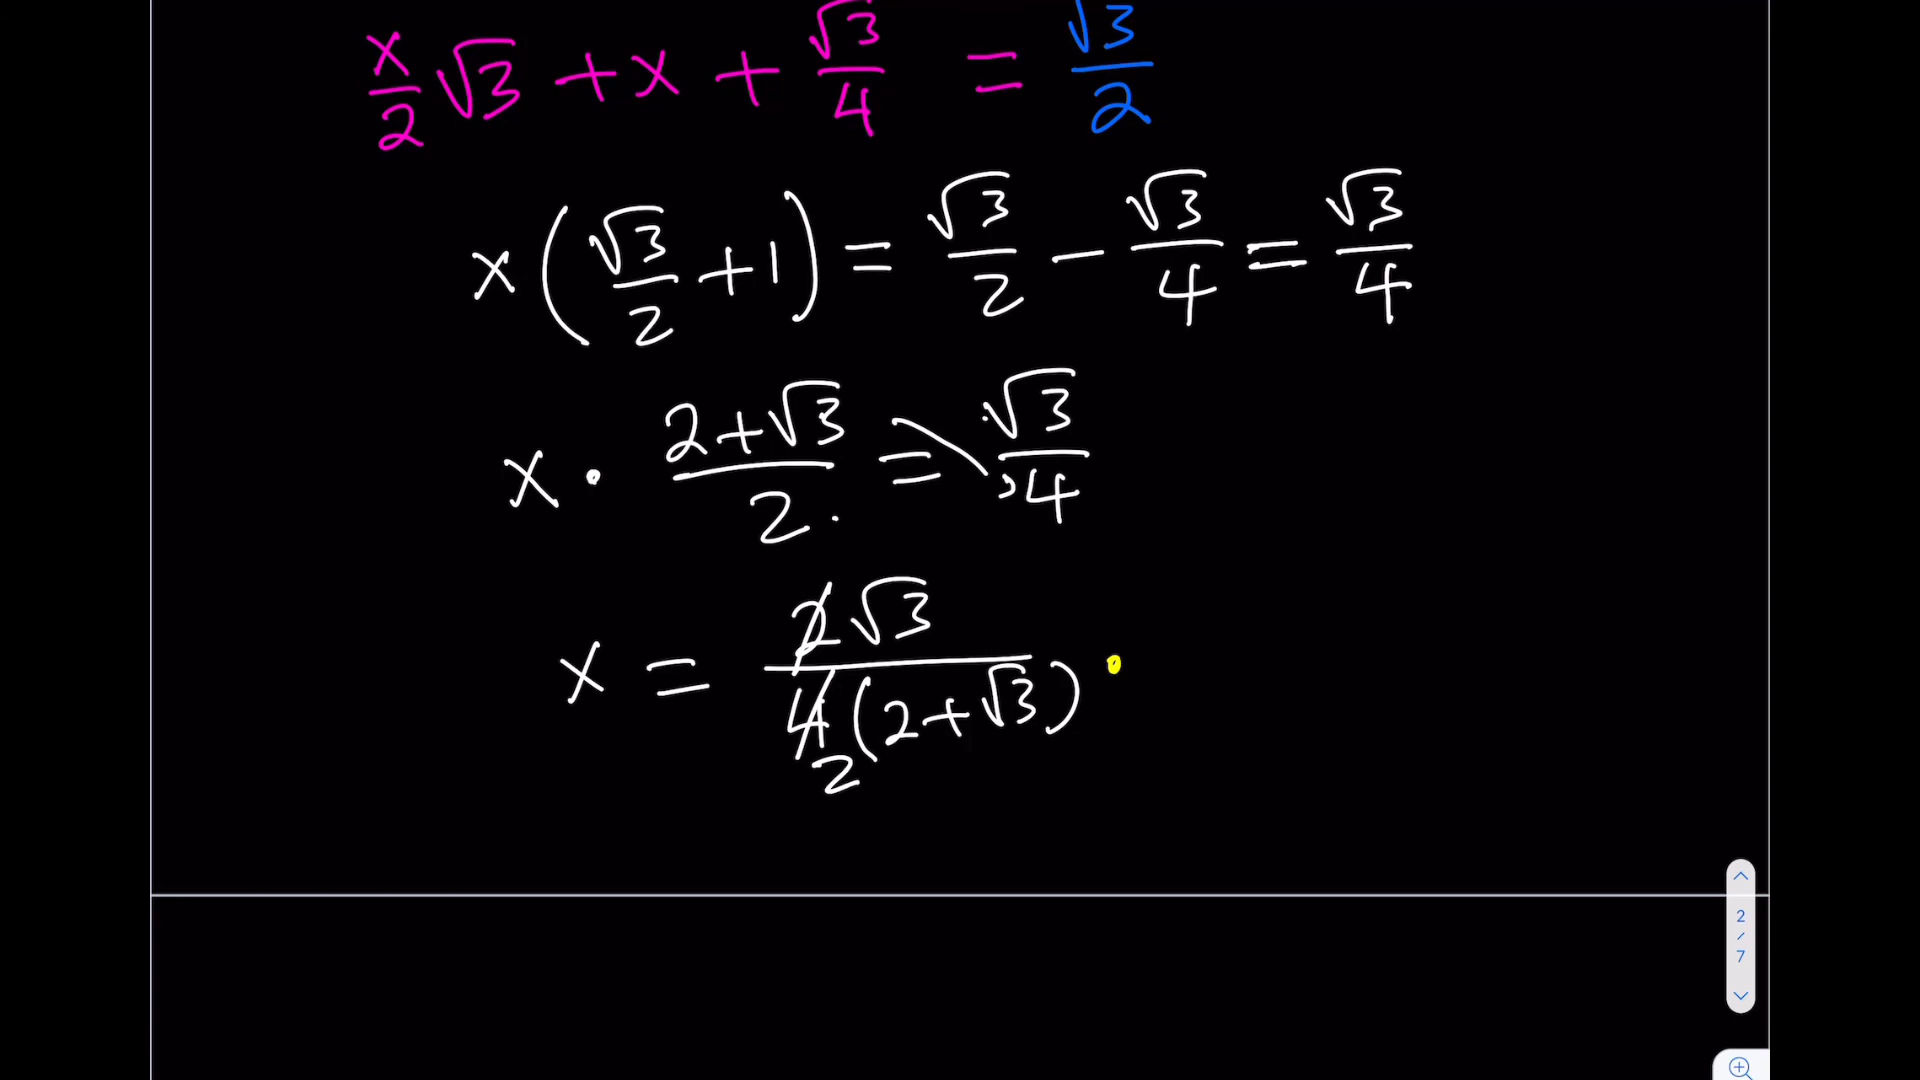 x/2 √3 + x + √3/4 = √3/2
x(√3/2 + 1) = √3/2 − √3/4 = √3/4
x · (2+√3)/2 = √3/4
x = 2√3/(4(2+√3)) ·
2
2
/
7